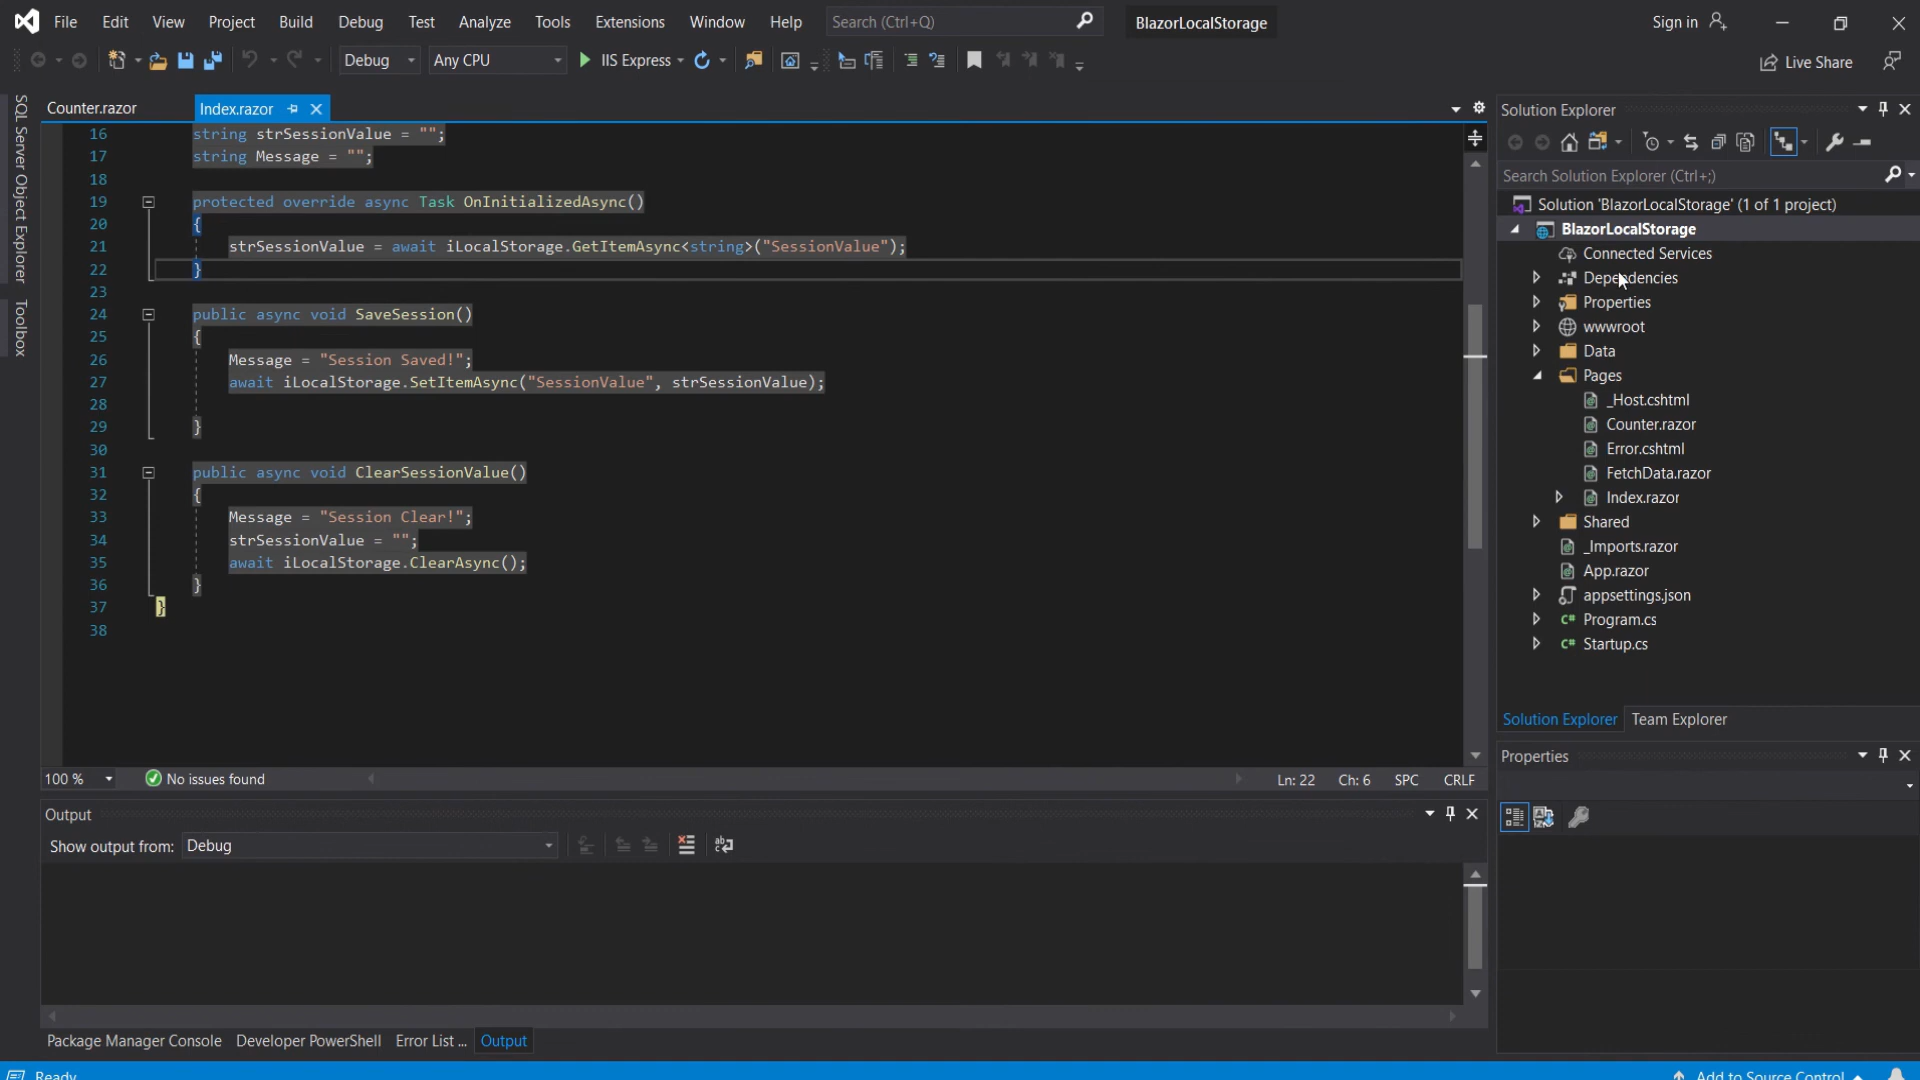 File Edit View Project Build Debug Test Analyze Tools Extensions Window Help Search (Ctrl+Q) BlazorLocalStorage Sign in
Debug Any CPU IIS Express Live Share
SQL Server Object Explorer
Toolbox
Counter.razor Index.razor
16 string strSessionValue = "";
17 string Message = "";
18
19 protected override async Task OnInitializedAsync()
20 {
21 strSessionValue = await iLocalStorage.GetItemAsync<string>("SessionValue");
22 }
23
24 public async void SaveSession()
25 {
26 Message = "Session Saved!";
27 await iLocalStorage.SetItemAsync("SessionValue", strSessionValue);
28
29 }
30
31 public async void ClearSessionValue()
32 {
33 Message = "Session Clear!";
34 strSessionValue = "";
35 await iLocalStorage.ClearAsync();
36 }
37 }
38
100 % No issues found Ln: 22 Ch: 6 SPC CRLF
Output
Show output from: Debug
Package Manager Console Developer PowerShell Error List ... Output
Solution Explorer
Search Solution Explorer (Ctrl+;)
Solution 'BlazorLocalStorage' (1 of 1 project)
BlazorLocalStorage
Connected Services
Dependencies
Properties
wwwroot
Data
Pages
_Host.cshtml
Counter.razor
Error.cshtml
FetchData.razor
Index.razor
Shared
_Imports.razor
App.razor
appsettings.json
C# Program.cs
C# Startup.cs
Solution Explorer Team Explorer
Properties
Ready Add to Source Control